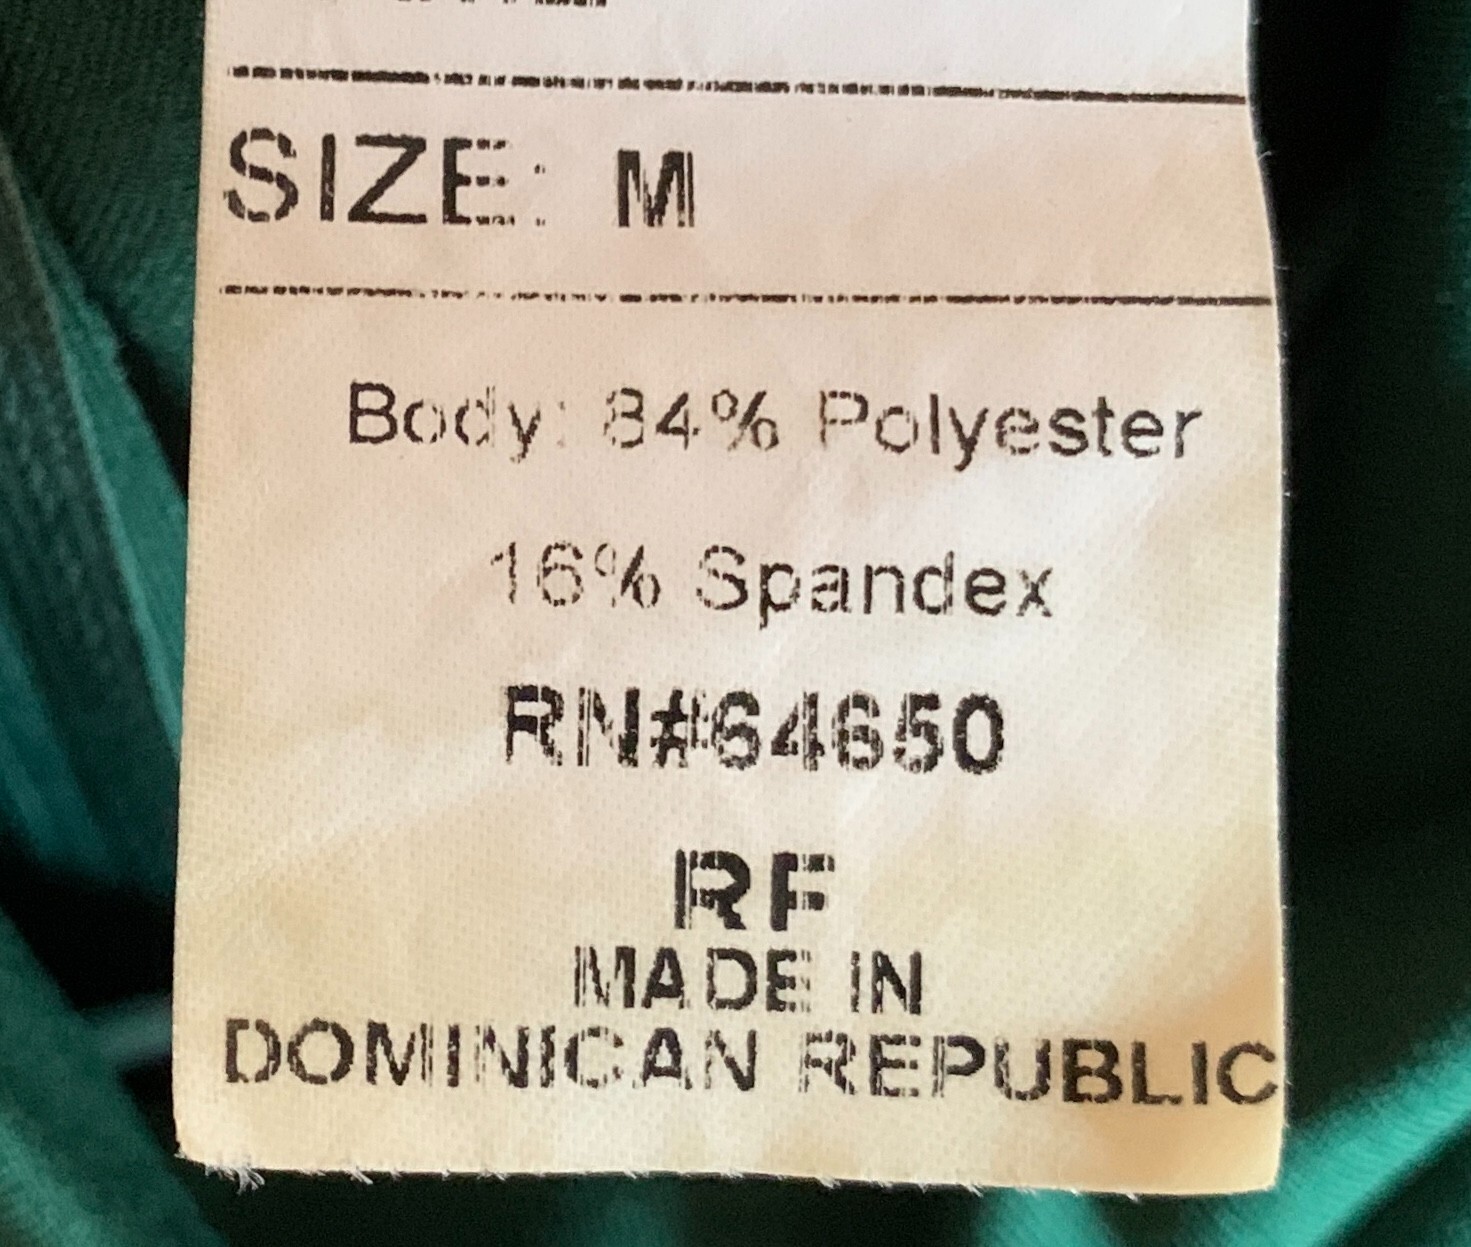 SIZE: M
Body: 84% Polyester
16% Spandex
RN#64650
RF
MADE IN
DOMINICAN REPUBLIC